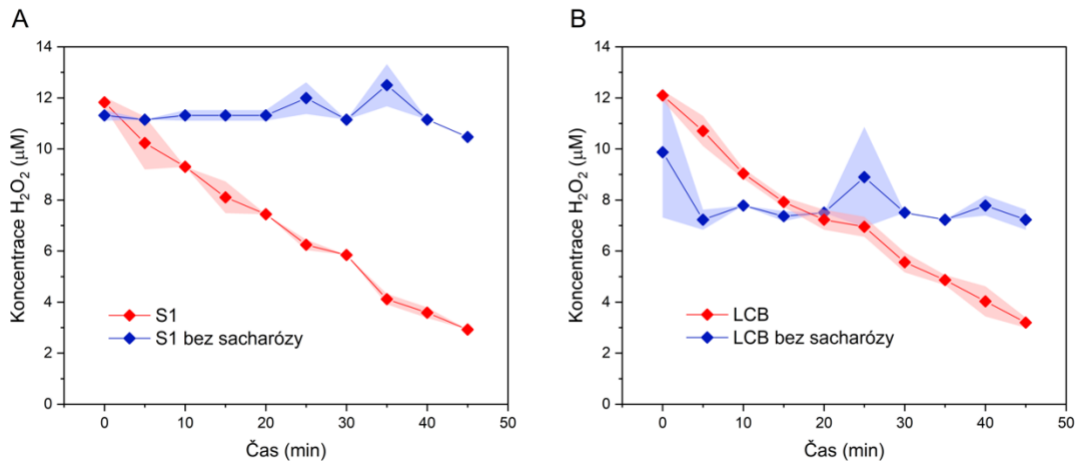 A
Koncentrace H₂O₂ (µM)
14
12
10
8
6
4
2
0
S1
S1 bez sacharózy
0 10 20 30 40 50
Čas (min)
B
Koncentrace H₂O₂ (µM)
14
12
10
8
6
4
2
0
LCB
LCB bez sacharózy
0 10 20 30 40 50
Čas (min)